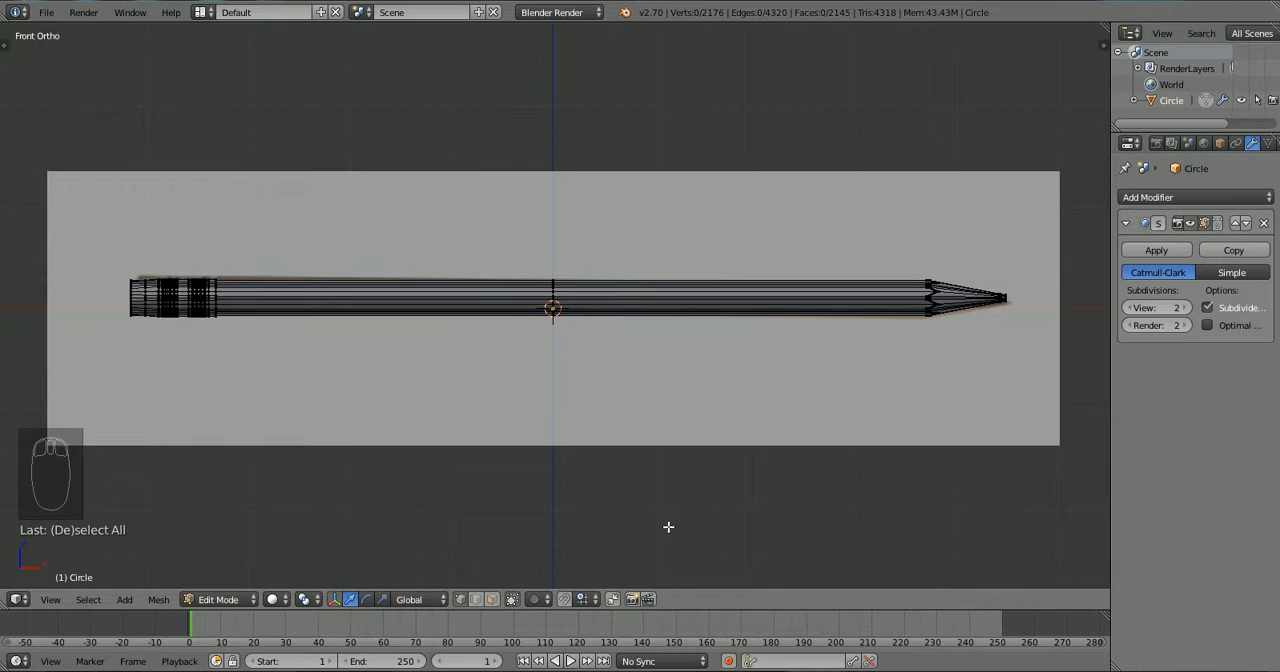 File Render Window Help Default Scene Blender Render v2.70 | Verts:0/2176 | Edges:0/4320 | Faces:0/2145 | Tris:4318 | Mem:43.43M | Circle
Front Ortho
View Search All Scenes
Scene
RenderLayers |
World
Circle |
Circle
Add Modifier
S
Apply Copy
Catmull-Clark Simple
Subdivisions: Options:
View: 2 Subdivide...
Render: 2 Optimal ...
Last: (De)select All
(1) Circle
View Select Add Mesh Edit Mode Global
-50 -40 -30 -20 -10 0 10 20 30 40 50 60 70 80 90 100 110 120 130 140 150 160 170 180 190 200 210 220 230 240 250 260 270 280
View Marker Frame Playback Start: 1 End: 250 1 No Sync